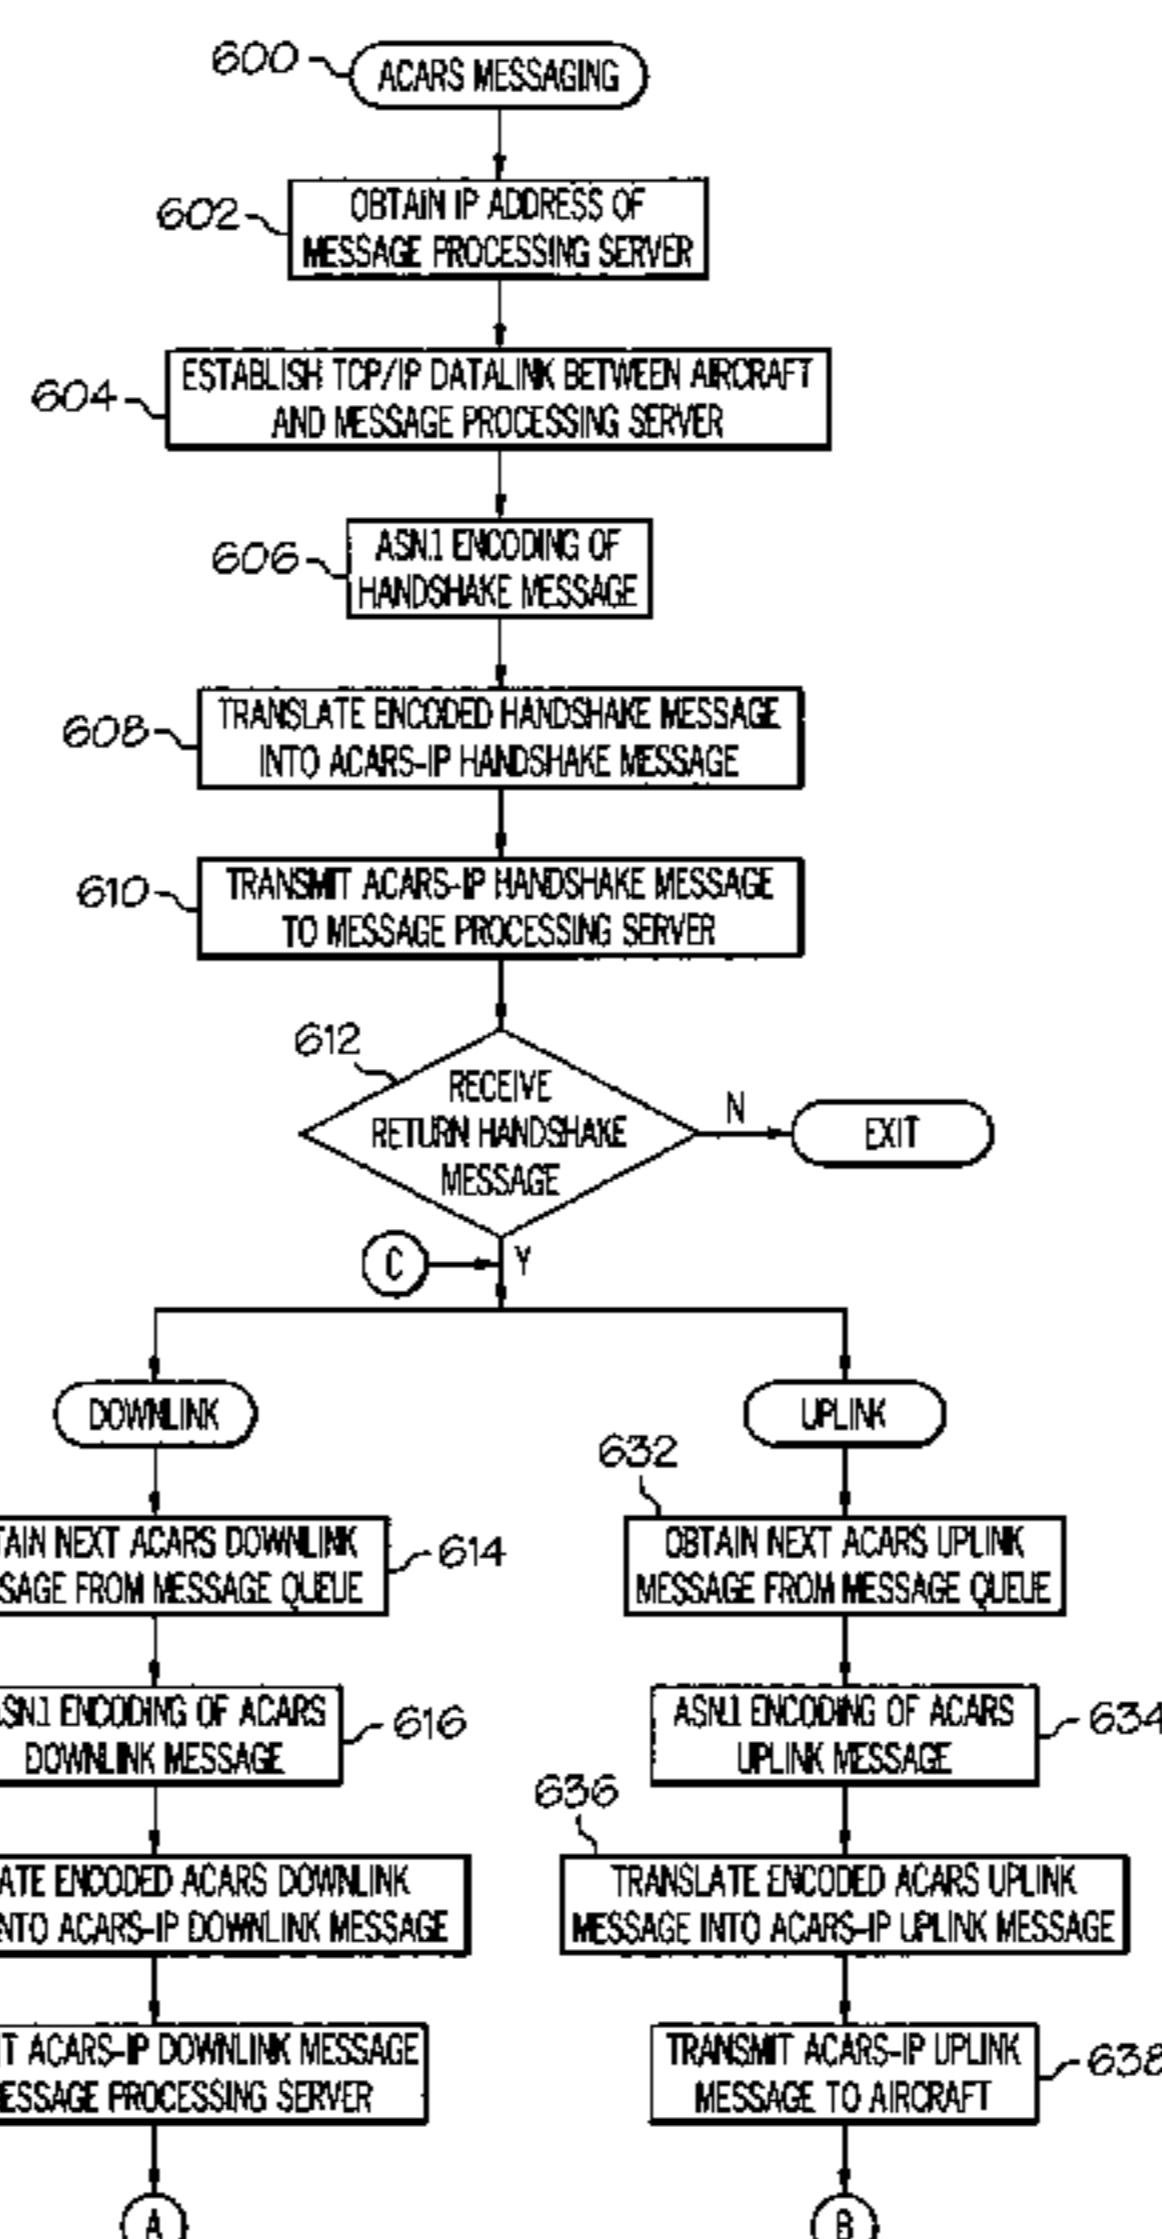 600
ACARS MESSAGING
602
OBTAIN IP ADDRESS OF
MESSAGE PROCESSING SERVER
604
ESTABLISH TCP/IP DATALINK BETWEEN AIRCRAFT
AND MESSAGE PROCESSING SERVER
606
ASN.1 ENCODING OF
HANDSHAKE MESSAGE
608
TRANSLATE ENCODED HANDSHAKE MESSAGE
INTO ACARS-IP HANDSHAKE MESSAGE
610
TRANSMIT ACARS-IP HANDSHAKE MESSAGE
TO MESSAGE PROCESSING SERVER
612
RECEIVE
RETURN HANDSHAKE
MESSAGE
N
EXIT
C
Y
DOWNLINK
TAIN NEXT ACARS DOWNLINK
SAGE FROM MESSAGE QUEUE
614
ASN.1 ENCODING OF ACARS
DOWNLINK MESSAGE
616
ATE ENCODED ACARS DOWNLINK
NTO ACARS-IP DOWNLINK MESSAGE
IT ACARS-IP DOWNLINK MESSAGE
MESSAGE PROCESSING SERVER
A
UPLINK
632
OBTAIN NEXT ACARS UPLINK
MESSAGE FROM MESSAGE QUEUE
ASN.1 ENCODING OF ACARS
UPLINK MESSAGE
634
636
TRANSLATE ENCODED ACARS UPLINK
MESSAGE INTO ACARS-IP UPLINK MESSAGE
TRANSMIT ACARS-IP UPLINK
MESSAGE TO AIRCRAFT
638
B